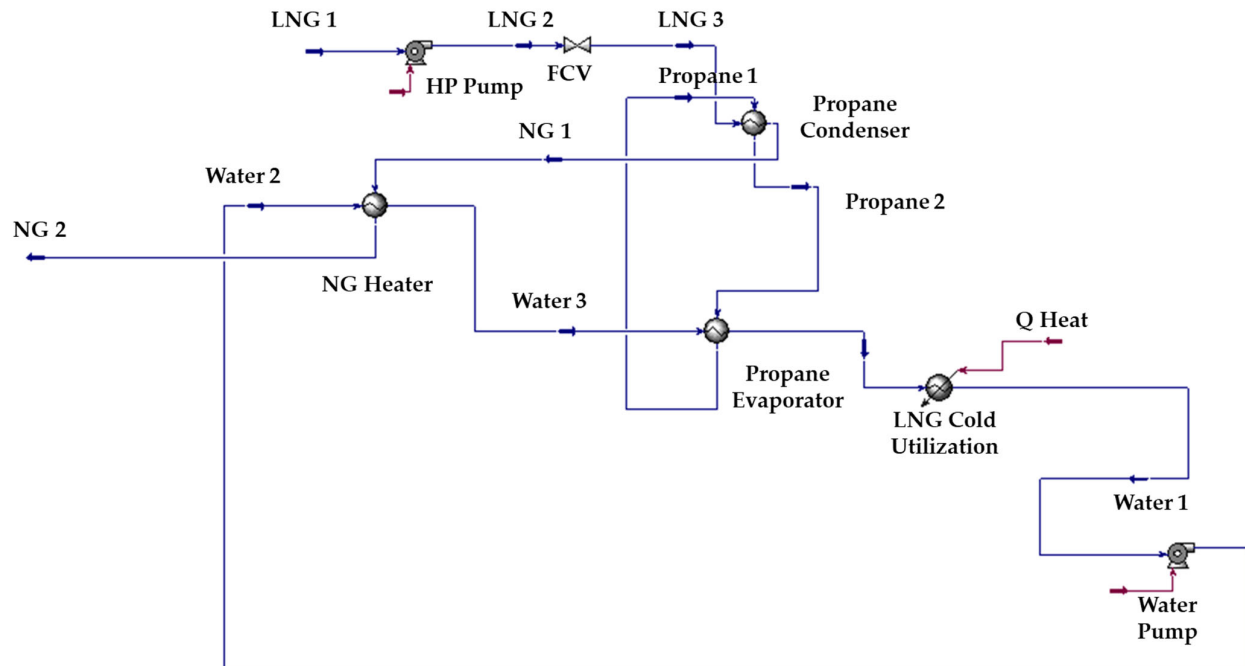 LNG 1
LNG 2
LNG 3
FCV
HP Pump
Propane 1
Propane
Condenser
NG 1
Water 2
Propane 2
NG 2
NG Heater
Water 3
Q Heat
Propane
Evaporator
LNG Cold
Utilization
Water 1
Water
Pump